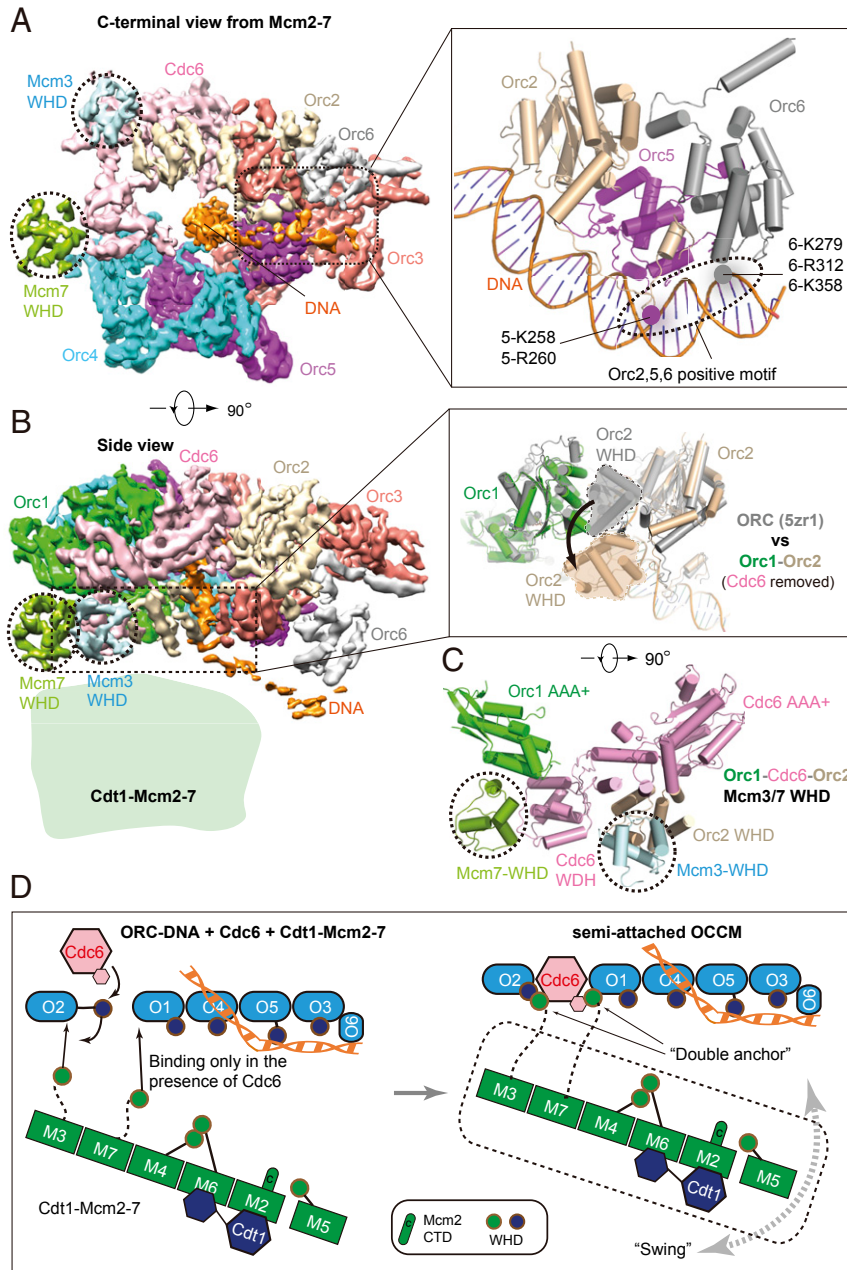 A
C-terminal view from Mcm2-7
Mcm3
WHD
Cdc6
Orc2
Orc6
Orc3
Mcm7
WHD
DNA
Orc4
Orc5
Orc2
Orc6
Orc5
DNA
6-K279
6-R312
6-K358
5-K258
5-R260
Orc2,5,6 positive motif
90°
B
Side view
Cdc6
Orc2
Orc1
Orc3
Orc6
Mcm7
WHD
Mcm3
WHD
DNA
Cdt1-Mcm2-7
Orc2
WHD
Orc2
Orc1
ORC (5zr1)
vs
Orc1-Orc2
(Cdc6 removed)
Orc2
WHD
90°
C
Orc1 AAA+
Cdc6 AAA+
Orc1-Cdc6-Orc2
Mcm3/7 WHD
Orc2 WHD
Mcm7-WHD
Cdc6
WDH
Mcm3-WHD
D
ORC-DNA + Cdc6 + Cdt1-Mcm2-7
semi-attached OCCM
Cdc6
O2
O1
O4
O5
O3
O6
Binding only in the
presence of Cdc6
M3
M7
M4
M6
M2
c
M5
Cdt1
Cdt1-Mcm2-7
O2
Cdc6
O1
O4
O5
O3
O6
"Double anchor"
M3
M7
M4
M6
M2
c
M5
Cdt1
"Swing"
c
Mcm2
CTD
WHD